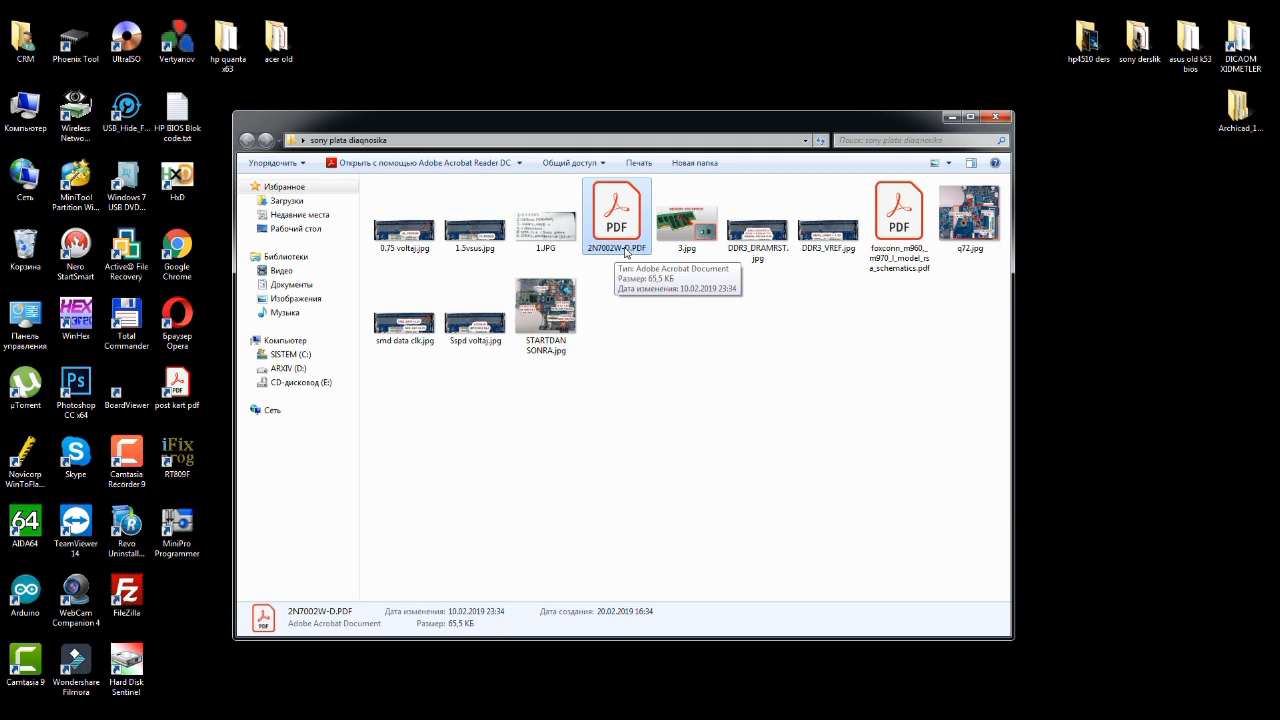 CRM
Phoenix Tool
UltraISO
Vertyanov
hp quanta
x63
acer old
hp4510 ders
sony derslik
asus old k53
bios
DICAOM
XIDMETLER
Компьютер
Wireless
Netwo...
USB_Hide_F...
HP BIOS Blok
code.txt
Archicad_1...
Сеть
MiniTool
Partition Wi...
Windows 7
USB DVD...
HxD
Корзина
Nero
StartSmart
Active@ File
Recovery
Google
Chrome
Панель
управления
WinHex
Total
Commander
Браузер
Opera
µTorrent
Photoshop
CC x64
BoardViewer
post kart pdf
Novicorp
WinToFla...
Skype
Camtasia
Recorder 9
iFix
prog
RT809F
64
AIDA64
TeamViewer
14
Revo
Uninstall...
MiniPro
Programmer
Arduino
WebCam
Companion 4
FileZilla
Camtasia 9
Wondershare
Filmora
Hard Disk
Sentinel
sony plata diaqnosika
Поиск: sony plata diaqnosika
Упорядочить
Открыть с помощью Adobe Acrobat Reader DC
Общий доступ
Печать
Новая папка
Избранное
Загрузки
Недавние места
Рабочий стол
Библиотеки
Видео
Документы
Изображения
Музыка
Компьютер
SISTEM (C:)
ARXIV (D:)
CD-дисковод (E:)
Сеть
0.75 voltaj.jpg
1.5vsus.jpg
1.JPG
PDF
2N7002W-D.PDF
3.jpg
DDR3_DRAMRST.
jpg
DDR3_VREF.jpg
PDF
foxconn_m960,_
m970_l_model_r
sa_schematics.pdf
q72.jpg
Тип: Adobe Acrobat Document
Размер: 65,5 КБ
Дата изменения: 10.02.2019 23:34
smd data clk.jpg
Sspd voltaj.jpg
STARTDAN
SONRA.jpg
2N7002W-D.PDF
Дата изменения: 10.02.2019 23:34
Дата создания: 20.02.2019 16:34
Adobe Acrobat Document
Размер: 65,5 КБ